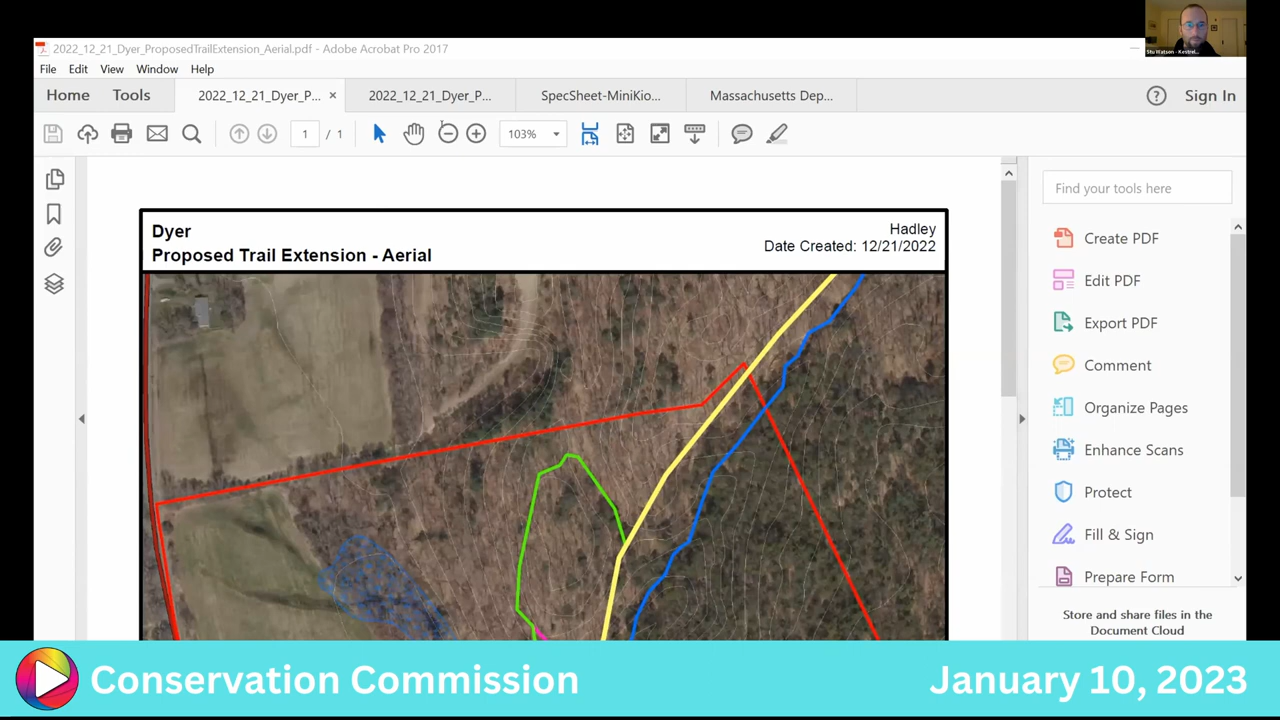 Stu Watson - Kestrel...
2022_12_21_Dyer_ProposedTrailExtension_Aerial.pdf - Adobe Acrobat Pro 2017
File Edit View Window Help
Home Tools 2022_12_21_Dyer_P... × 2022_12_21_Dyer_P... SpecSheet-MiniKio... Massachusetts Dep... Sign In
1 / 1 103%
Find your tools here
Create PDF
Edit PDF
Export PDF
Comment
Organize Pages
Enhance Scans
Protect
Fill & Sign
Prepare Form
Store and share files in the
Document Cloud
Dyer
Proposed Trail Extension - Aerial
Hadley
Date Created: 12/21/2022
Conservation Commission
January 10, 2023